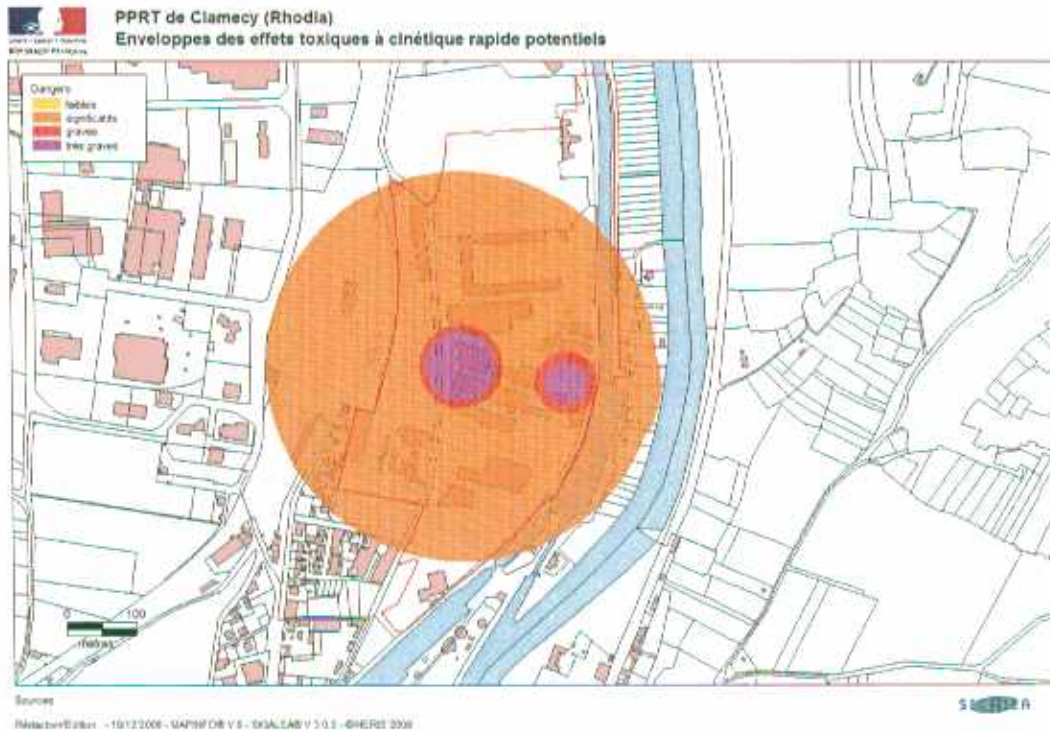 PPRT de Clamecy (Rhodia)
Enveloppes des effets toxiques à cinétique rapide potentiels
Dangers
faibles
significatifs
graves
très graves
0 100
mètres
Sources